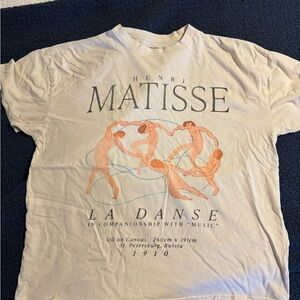 HENRI
MATISSE
LA DANSE
IN COMPANIONSHIP WITH "MUSIC"
Oil on Canvas | 260cm x 391cm
St. Petersburg, Russia
1910